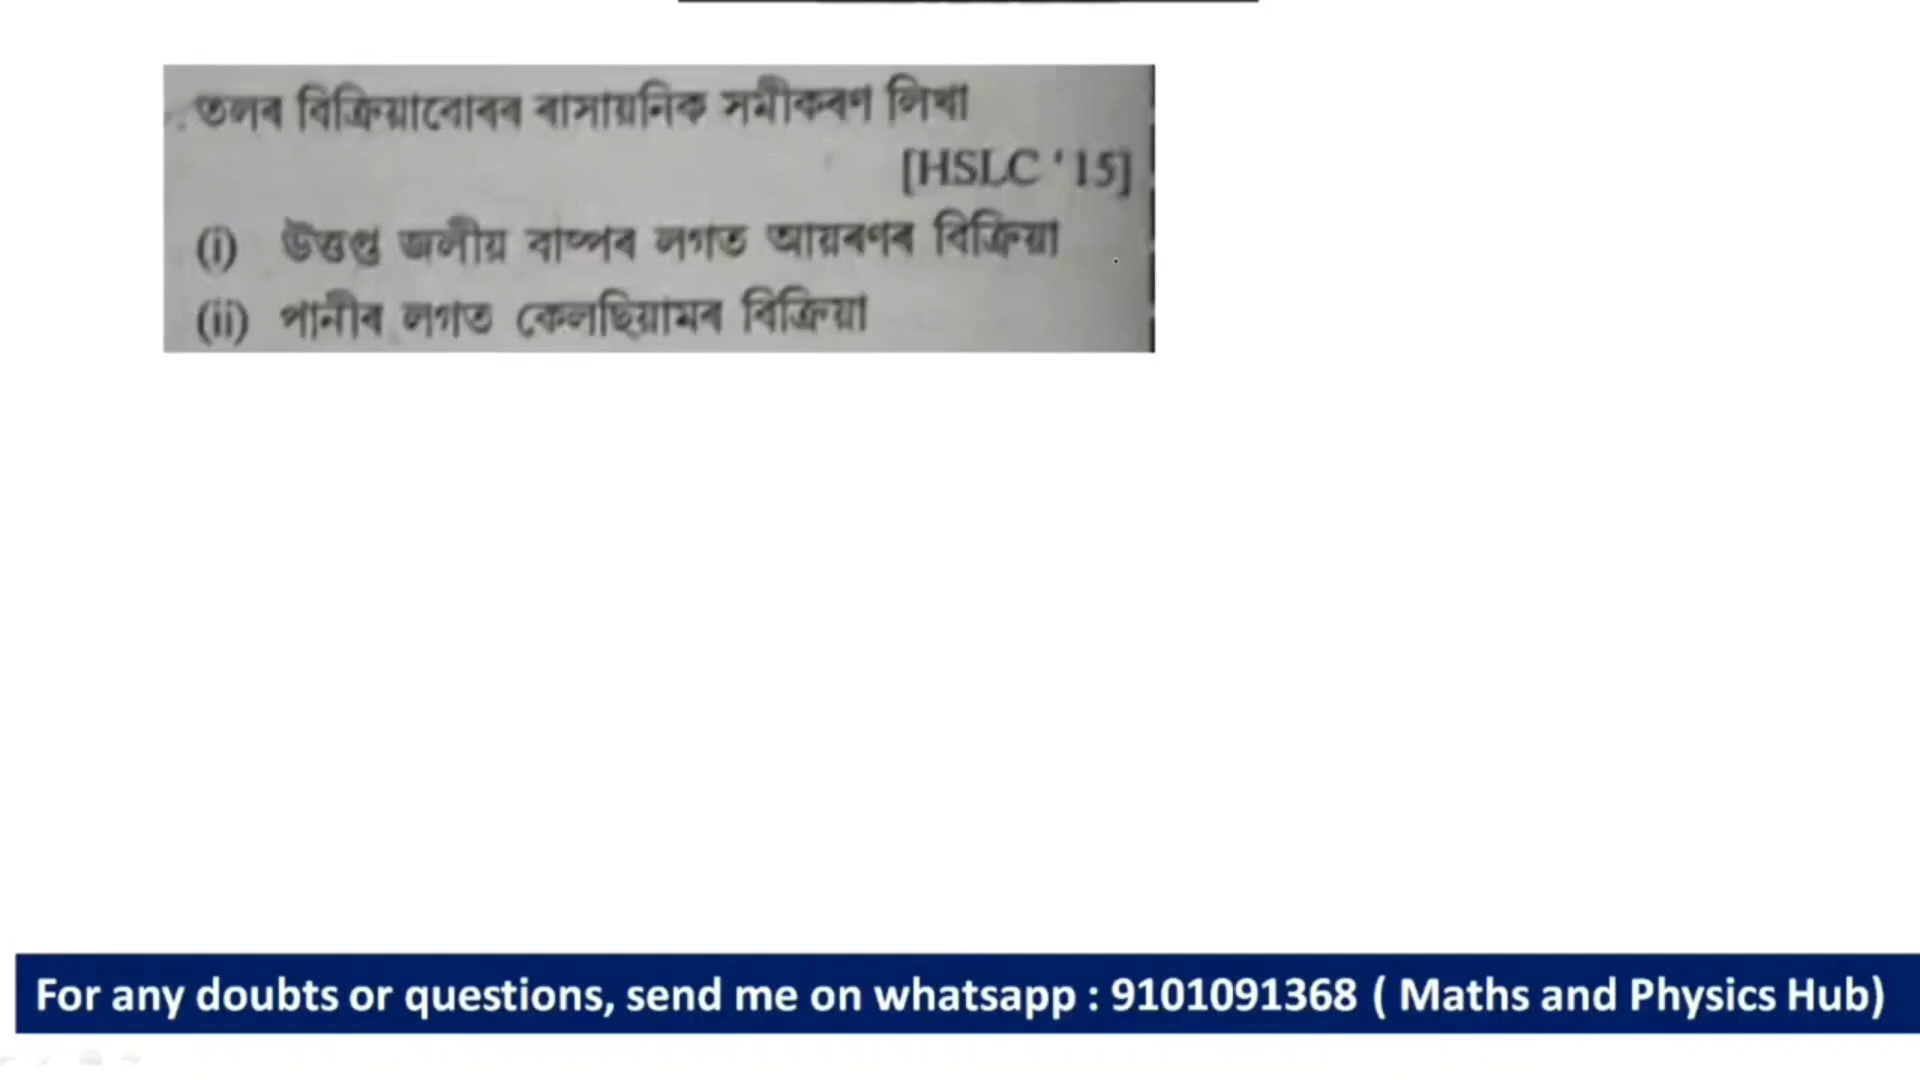 তলৰ বিক্ৰিয়াবোৰৰ ৰাসায়নিক সমীকৰণ লিখা
[HSLC '15]
(i) উত্তপ্ত জলীয় বাষ্পৰ লগত আয়ৰণৰ বিক্ৰিয়া
(ii) পানীৰ লগত কেলছিয়ামৰ বিক্ৰিয়া
For any doubts or questions, send me on whatsapp : 9101091368 ( Maths and Physics Hub)